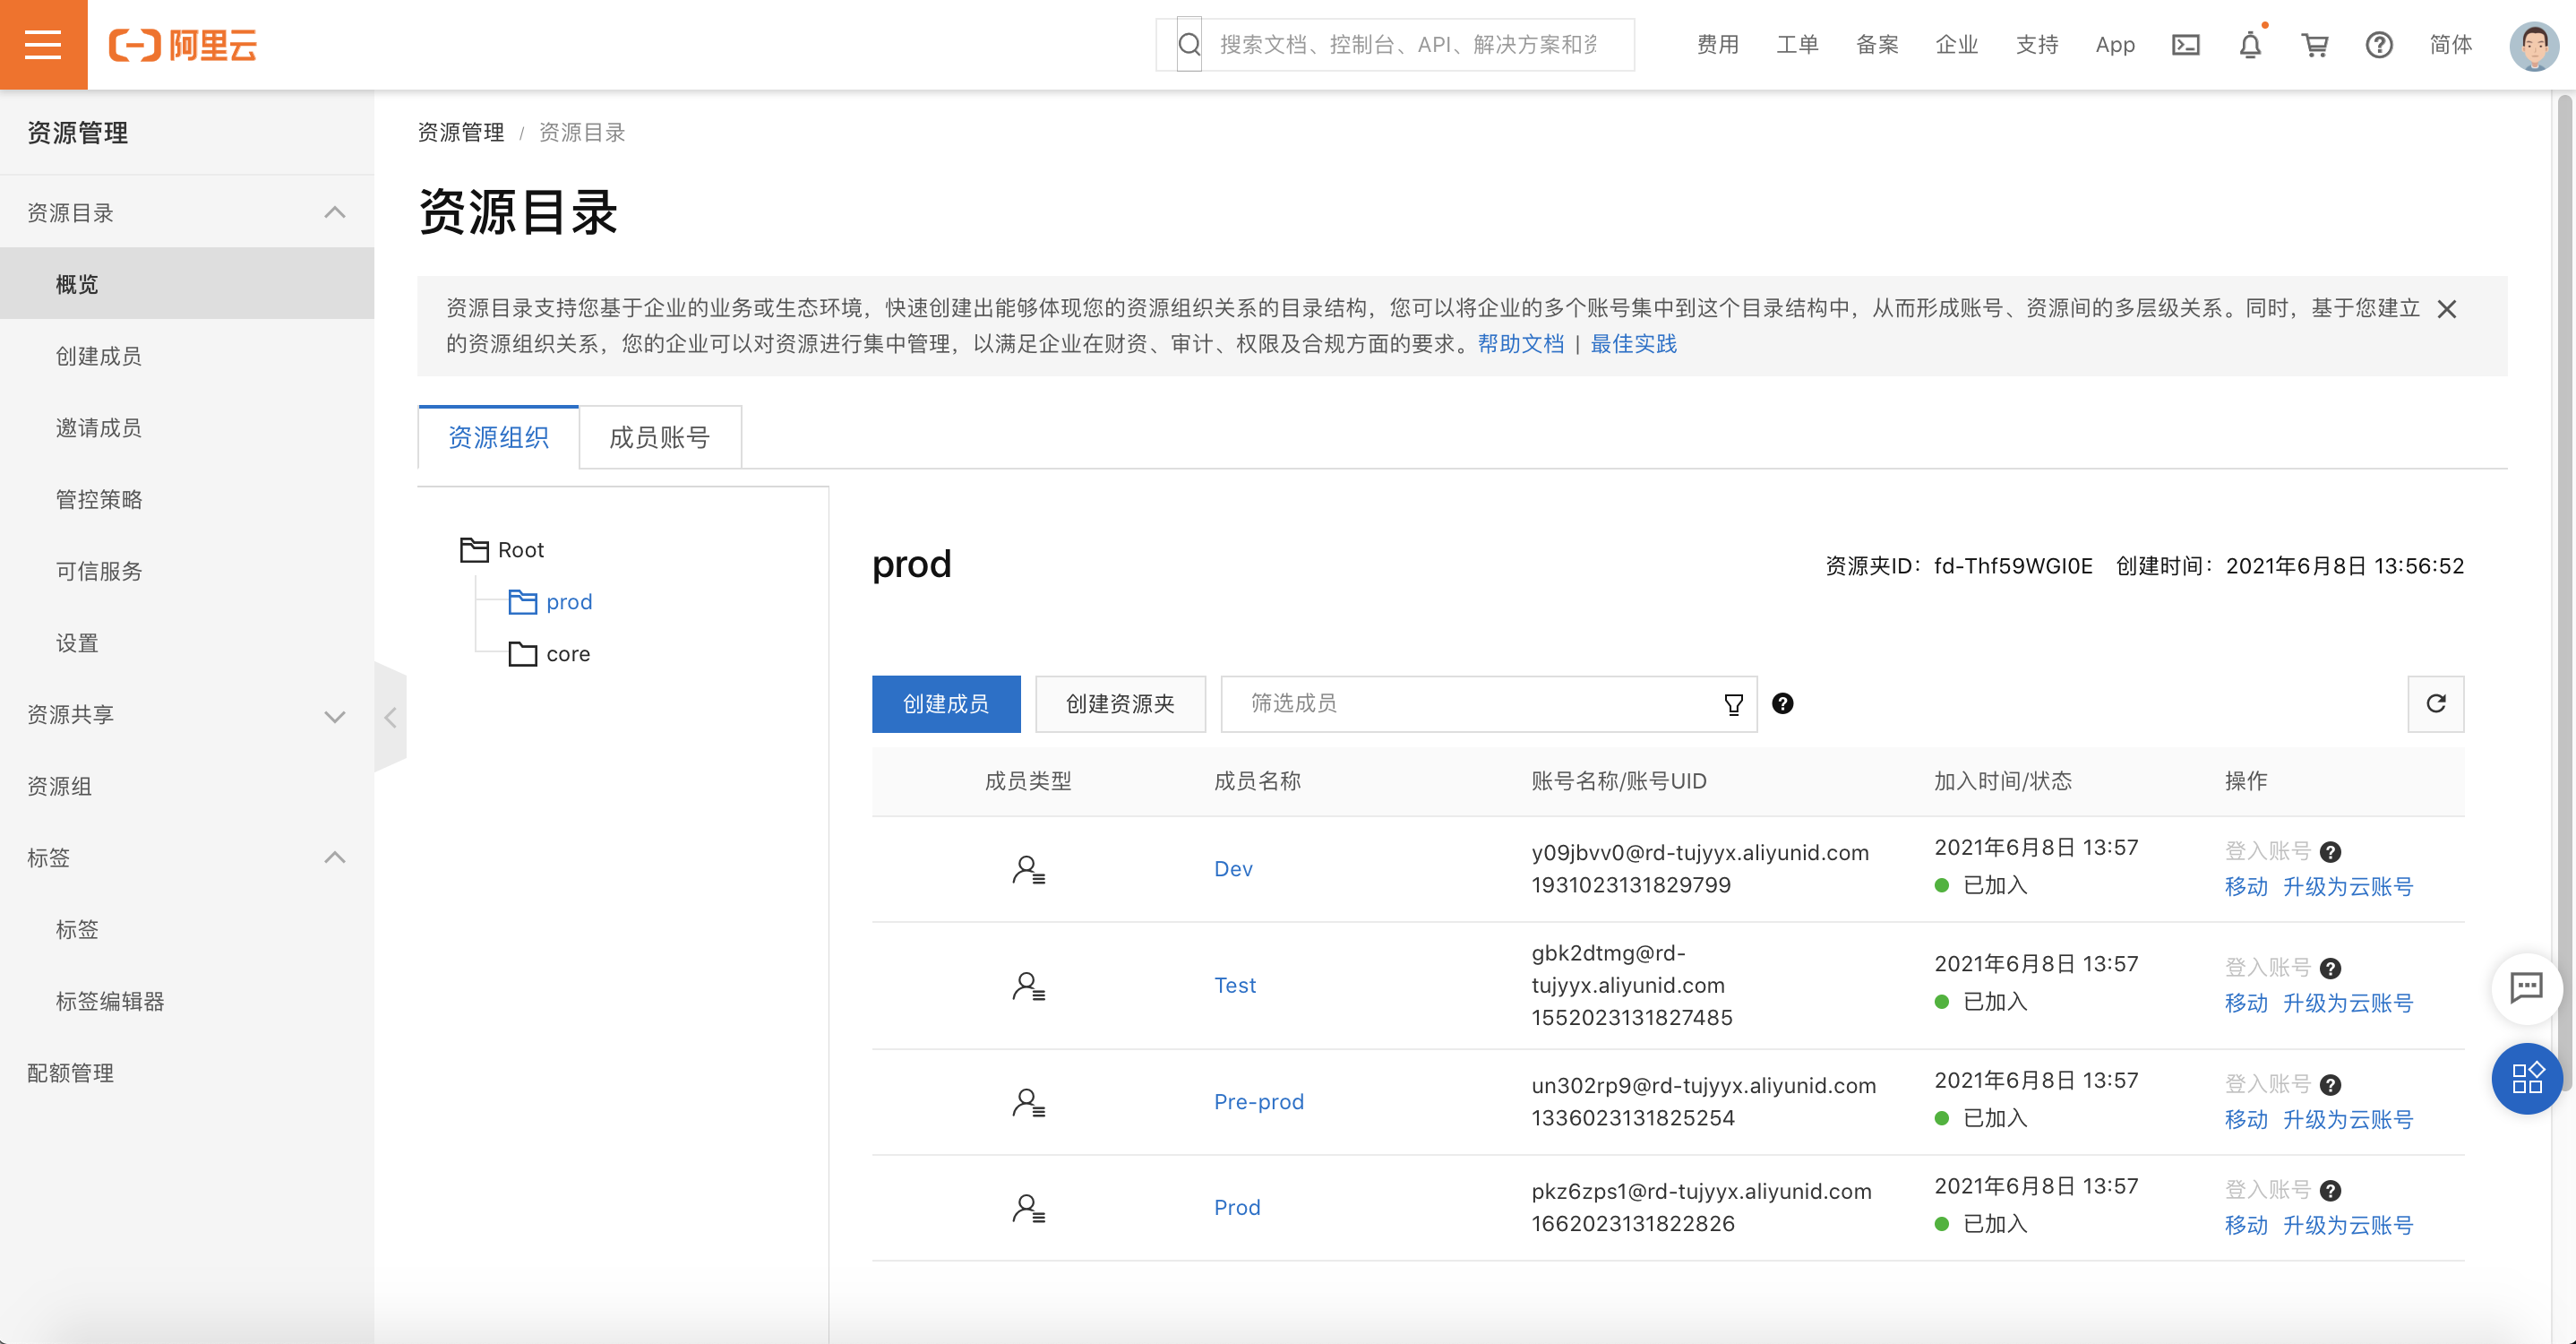 阿里云
搜索文档、控制台、API、解决方案和资
费用
工单
备案
企业
支持
App
简体
资源管理
资源目录
概览
创建成员
邀请成员
管控策略
可信服务
设置
资源共享
资源组
标签
标签
标签编辑器
配额管理
资源管理 / 资源目录
资源目录
资源目录支持您基于企业的业务或生态环境，快速创建出能够体现您的资源组织关系的目录结构，您可以将企业的多个账号集中到这个目录结构中，从而形成账号、资源间的多层级关系。同时，基于您建立
的资源组织关系，您的企业可以对资源进行集中管理，以满足企业在财资、审计、权限及合规方面的要求。帮助文档 | 最佳实践
资源组织
成员账号
Root
prod
core
prod
资源夹ID：fd-Thf59WGI0E 创建时间：2021年6月8日 13:56:52
创建成员
创建资源夹
筛选成员
成员类型 成员名称 账号名称/账号UID 加入时间/状态 操作
Dev
y09jbvv0@rd-tujyyx.aliyunid.com
1931023131829799
2021年6月8日 13:57
已加入
登入账号
移动 升级为云账号
Test
gbk2dtmg@rd-
tujyyx.aliyunid.com
1552023131827485
2021年6月8日 13:57
已加入
登入账号
移动 升级为云账号
Pre-prod
un302rp9@rd-tujyyx.aliyunid.com
1336023131825254
2021年6月8日 13:57
已加入
登入账号
移动 升级为云账号
Prod
pkz6zps1@rd-tujyyx.aliyunid.com
1662023131822826
2021年6月8日 13:57
已加入
登入账号
移动 升级为云账号